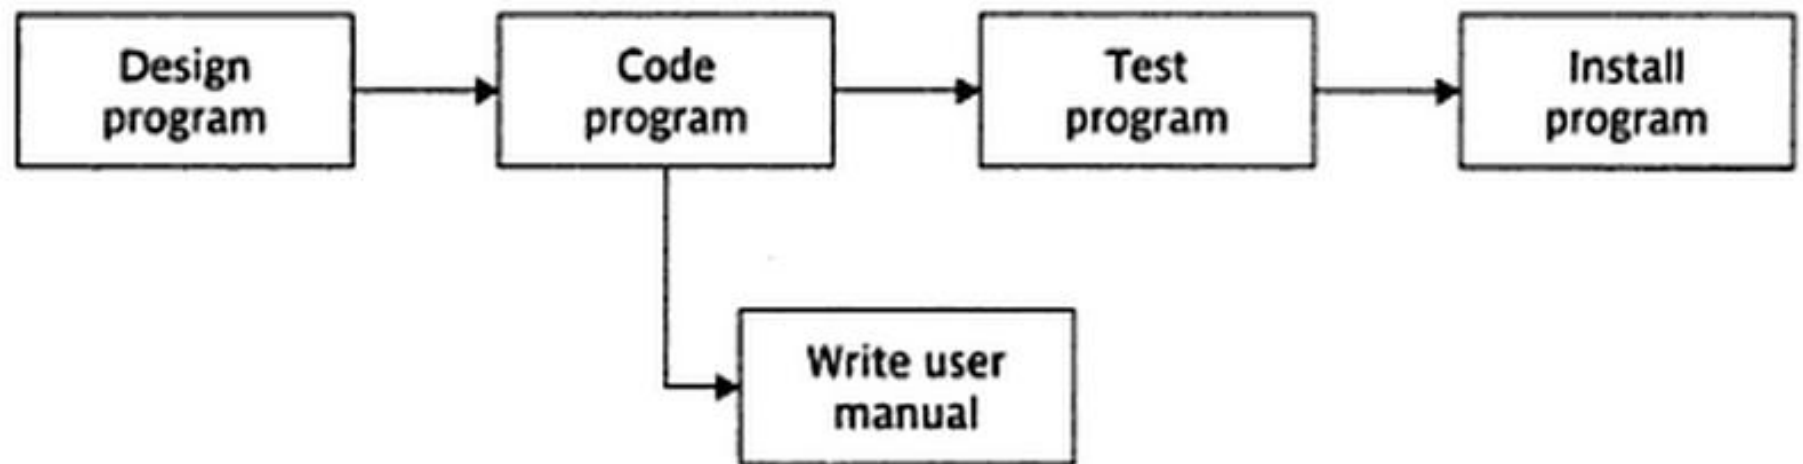 Design
program
Code
program
Test
program
Install
program
Write user
manual